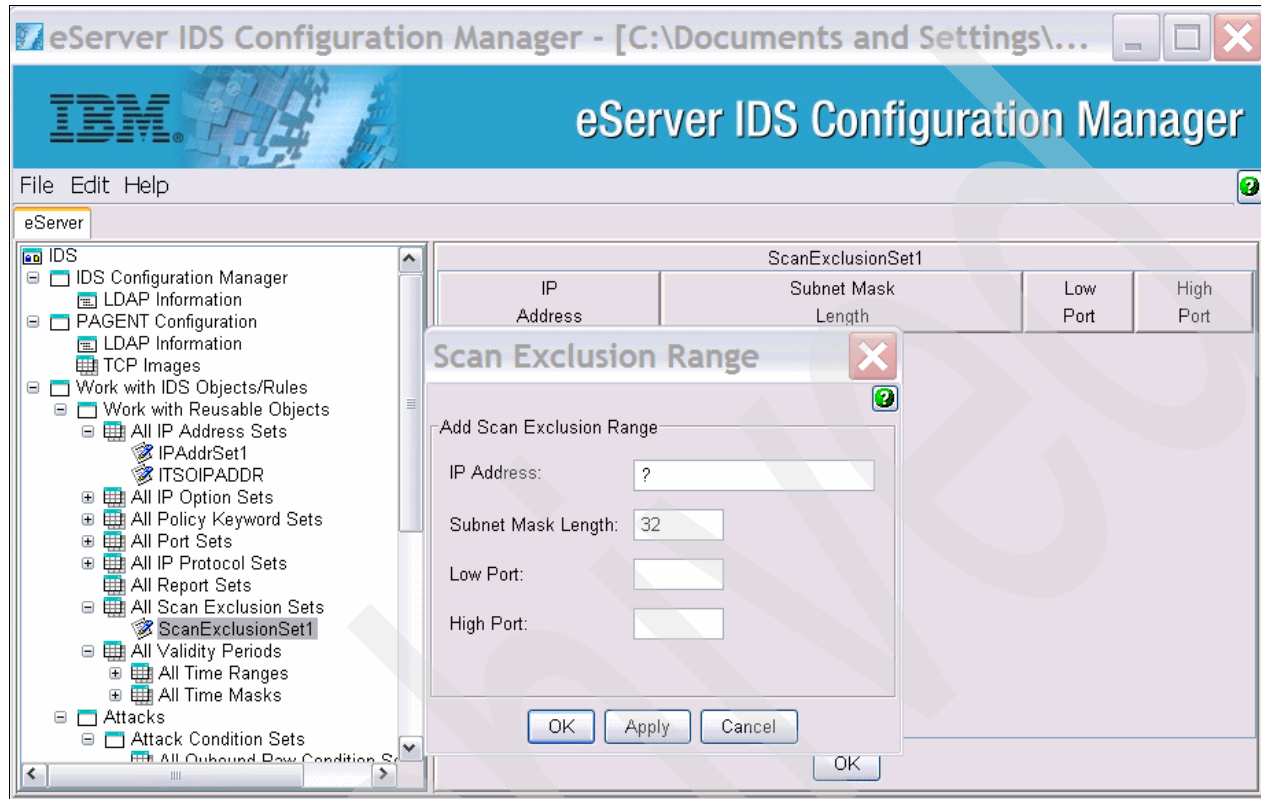 eServer IDS Configuration Manager - [C:\Documents and Settings\...
IBM®
eServer IDS Configuration Manager
File Edit Help
eServer
IDS
IDS Configuration Manager
LDAP Information
PAGENT Configuration
LDAP Information
TCP Images
Work with IDS Objects/Rules
Work with Reusable Objects
All IP Address Sets
IPAddrSet1
ITSOIPADDR
All IP Option Sets
All Policy Keyword Sets
All Port Sets
All IP Protocol Sets
All Report Sets
All Scan Exclusion Sets
ScanExclusionSet1
All Validity Periods
All Time Ranges
All Time Masks
Attacks
Attack Condition Sets
ScanExclusionSet1
IP Address
Subnet Mask Length
Low Port
High Port
Scan Exclusion Range
Add Scan Exclusion Range
IP Address: ?
Subnet Mask Length: 32
Low Port:
High Port:
OK Apply Cancel
OK